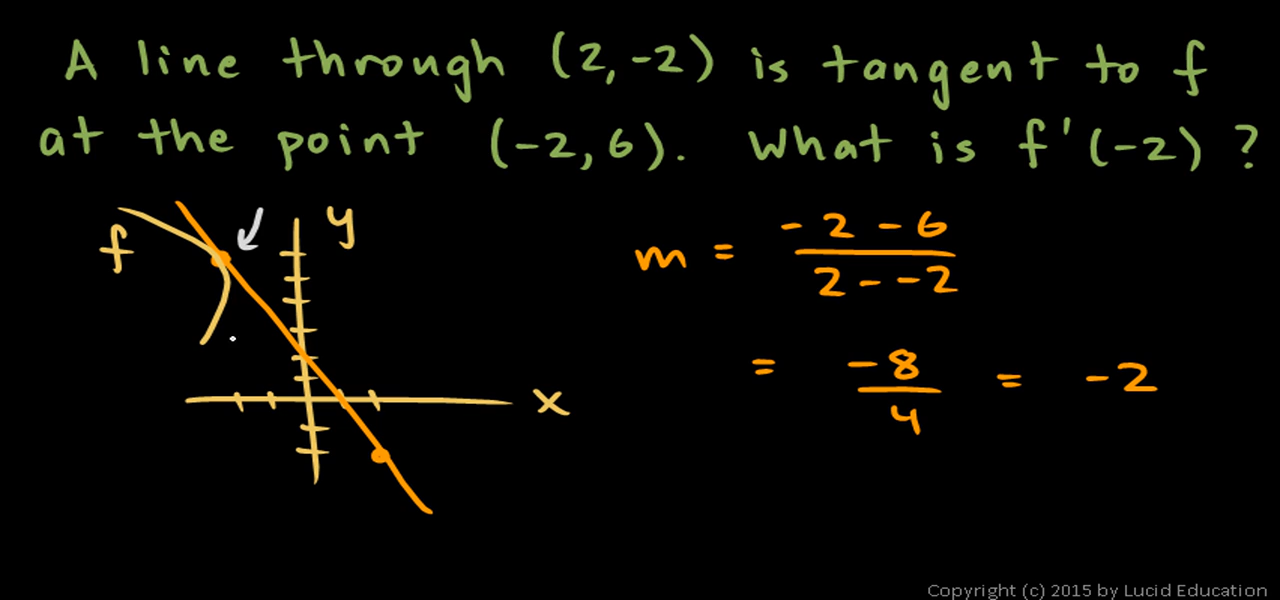 A line through (2,-2) is tangent to f
at the point (-2,6). What is f'(-2) ?
f
y
x
m = -2-6 / 2--2
= -8 / 4 = -2
Copyright (c) 2015 by Lucid Education